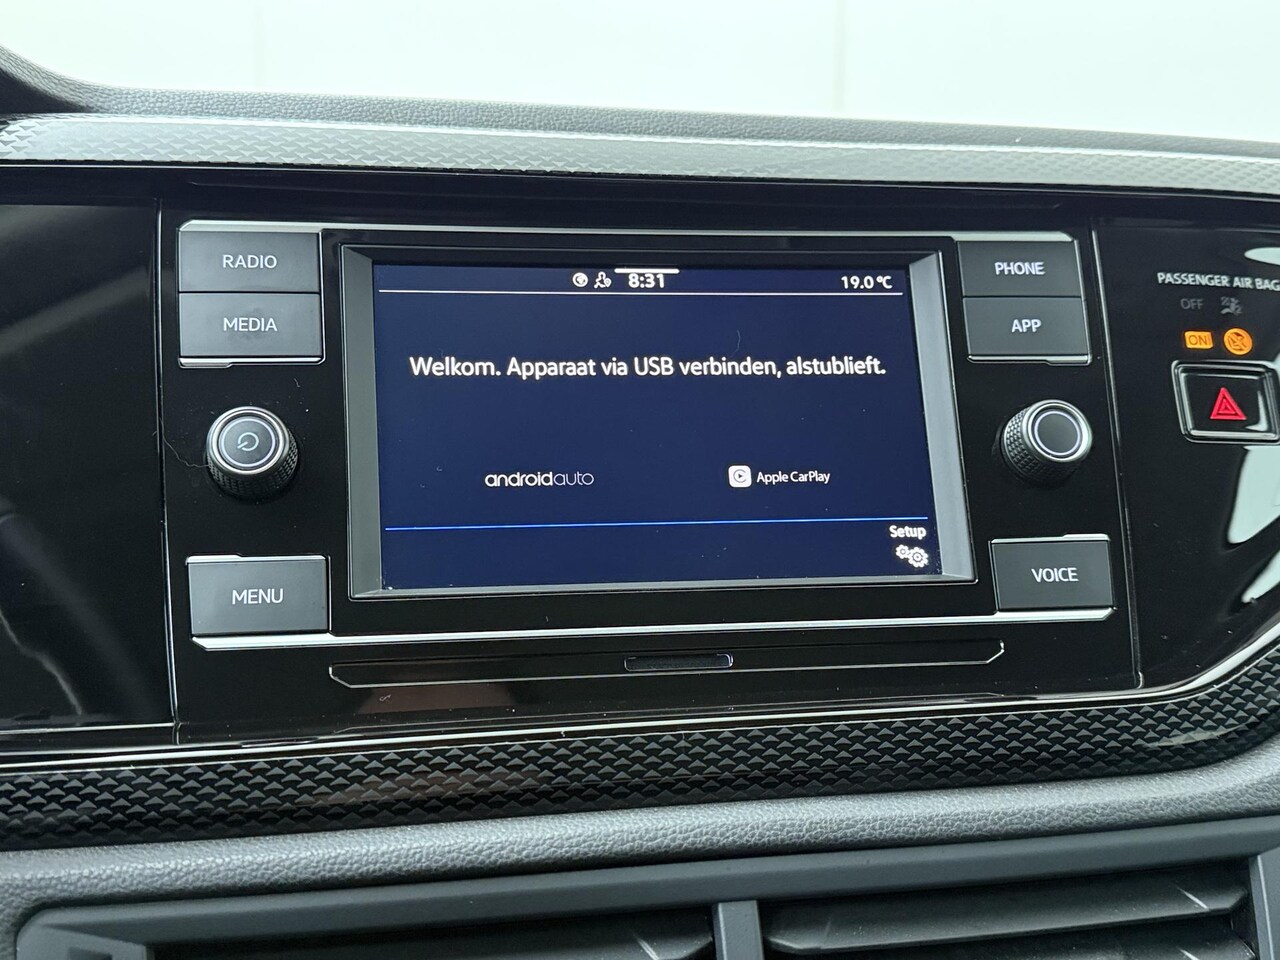 RADIO
MEDIA
MENU
8:31
19.0°C
Welkom. Apparaat via USB verbinden, alstublieft.
androidauto
Apple CarPlay
Setup
PHONE
APP
VOICE
PASSENGER AIR BAG
OFF
ON